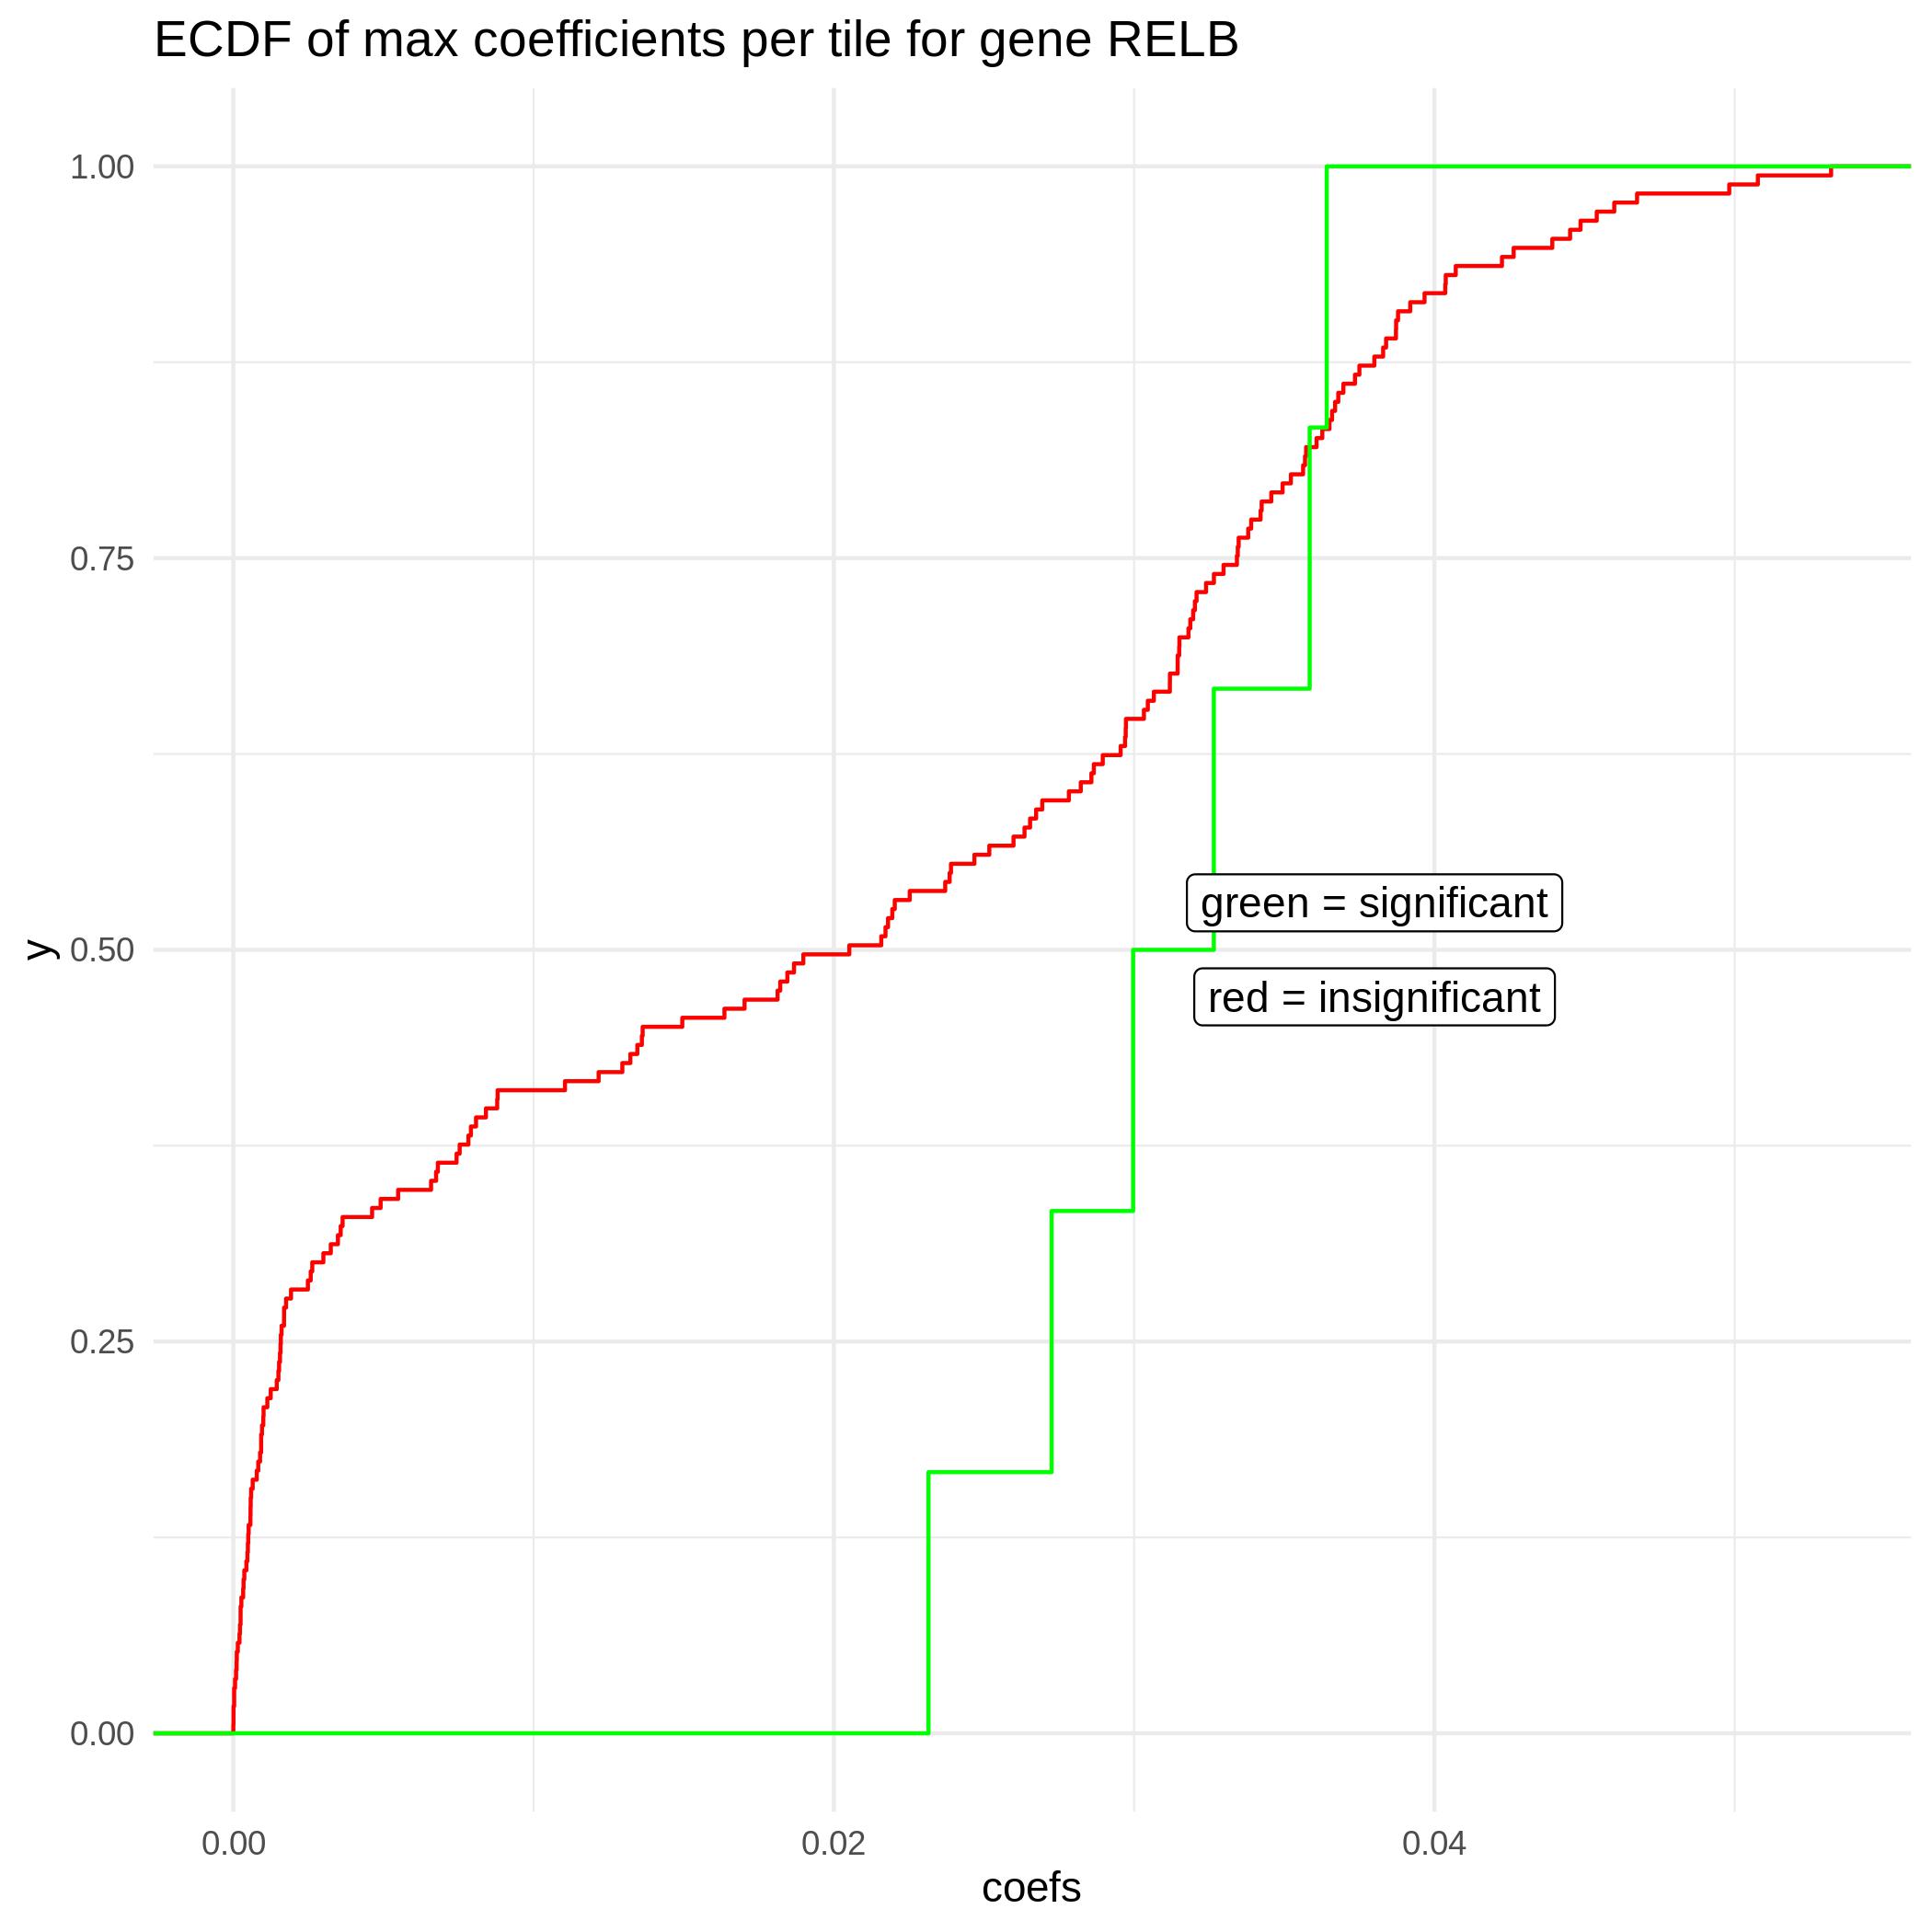 ECDF of max coefficients per tile for gene RELB
1.00
0.75
0.50
0.25
0.00
y
green = significant
red = insignificant
0.00 0.02 0.04
coefs